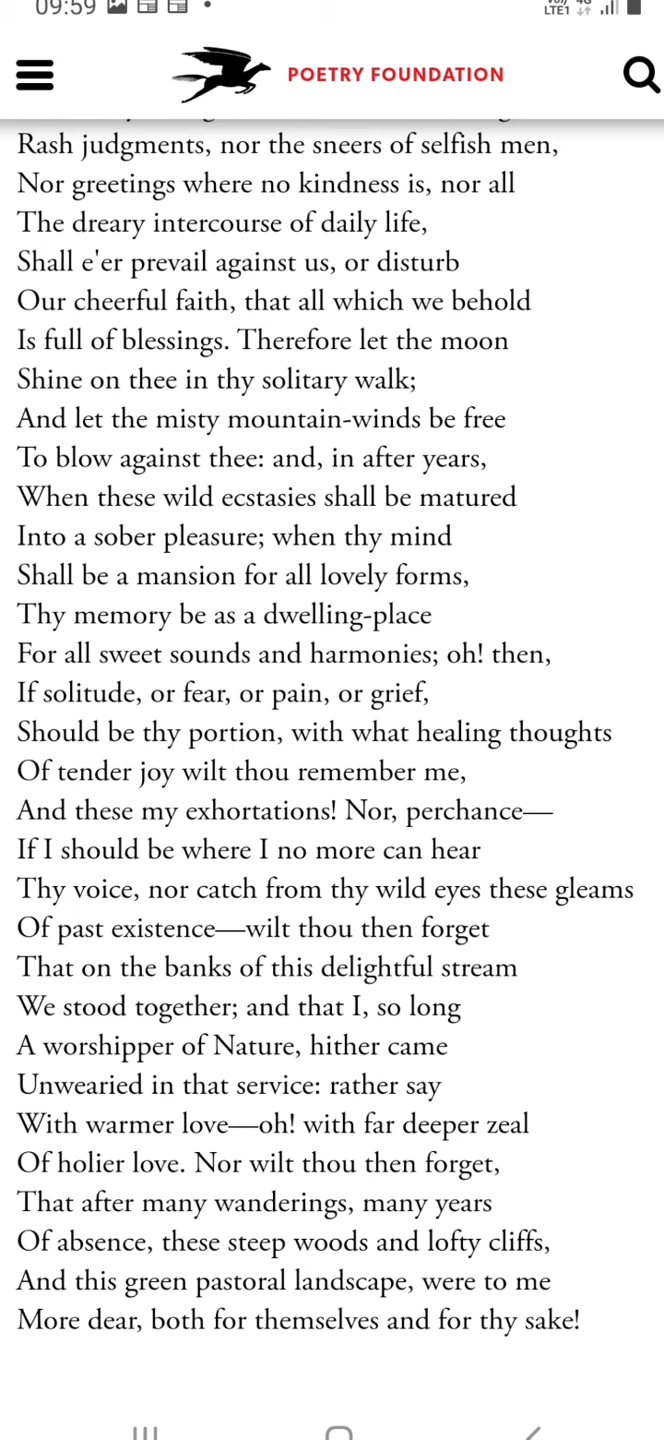 09:59
LTE1
POETRY FOUNDATION
Rash judgments, nor the sneers of selfish men,
Nor greetings where no kindness is, nor all
The dreary intercourse of daily life,
Shall e'er prevail against us, or disturb
Our cheerful faith, that all which we behold
Is full of blessings. Therefore let the moon
Shine on thee in thy solitary walk;
And let the misty mountain-winds be free
To blow against thee: and, in after years,
When these wild ecstasies shall be matured
Into a sober pleasure; when thy mind
Shall be a mansion for all lovely forms,
Thy memory be as a dwelling-place
For all sweet sounds and harmonies; oh! then,
If solitude, or fear, or pain, or grief,
Should be thy portion, with what healing thoughts
Of tender joy wilt thou remember me,
And these my exhortations! Nor, perchance—
If I should be where I no more can hear
Thy voice, nor catch from thy wild eyes these gleams
Of past existence—wilt thou then forget
That on the banks of this delightful stream
We stood together; and that I, so long
A worshipper of Nature, hither came
Unwearied in that service: rather say
With warmer love—oh! with far deeper zeal
Of holier love. Nor wilt thou then forget,
That after many wanderings, many years
Of absence, these steep woods and lofty cliffs,
And this green pastoral landscape, were to me
More dear, both for themselves and for thy sake!